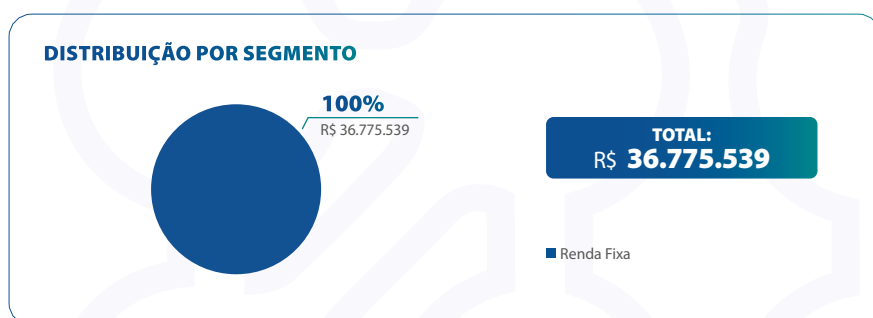 DISTRIBUIÇÃO POR SEGMENTO
100%
R$ 36.775.539
TOTAL:
R$ 36.775.539
Renda Fixa